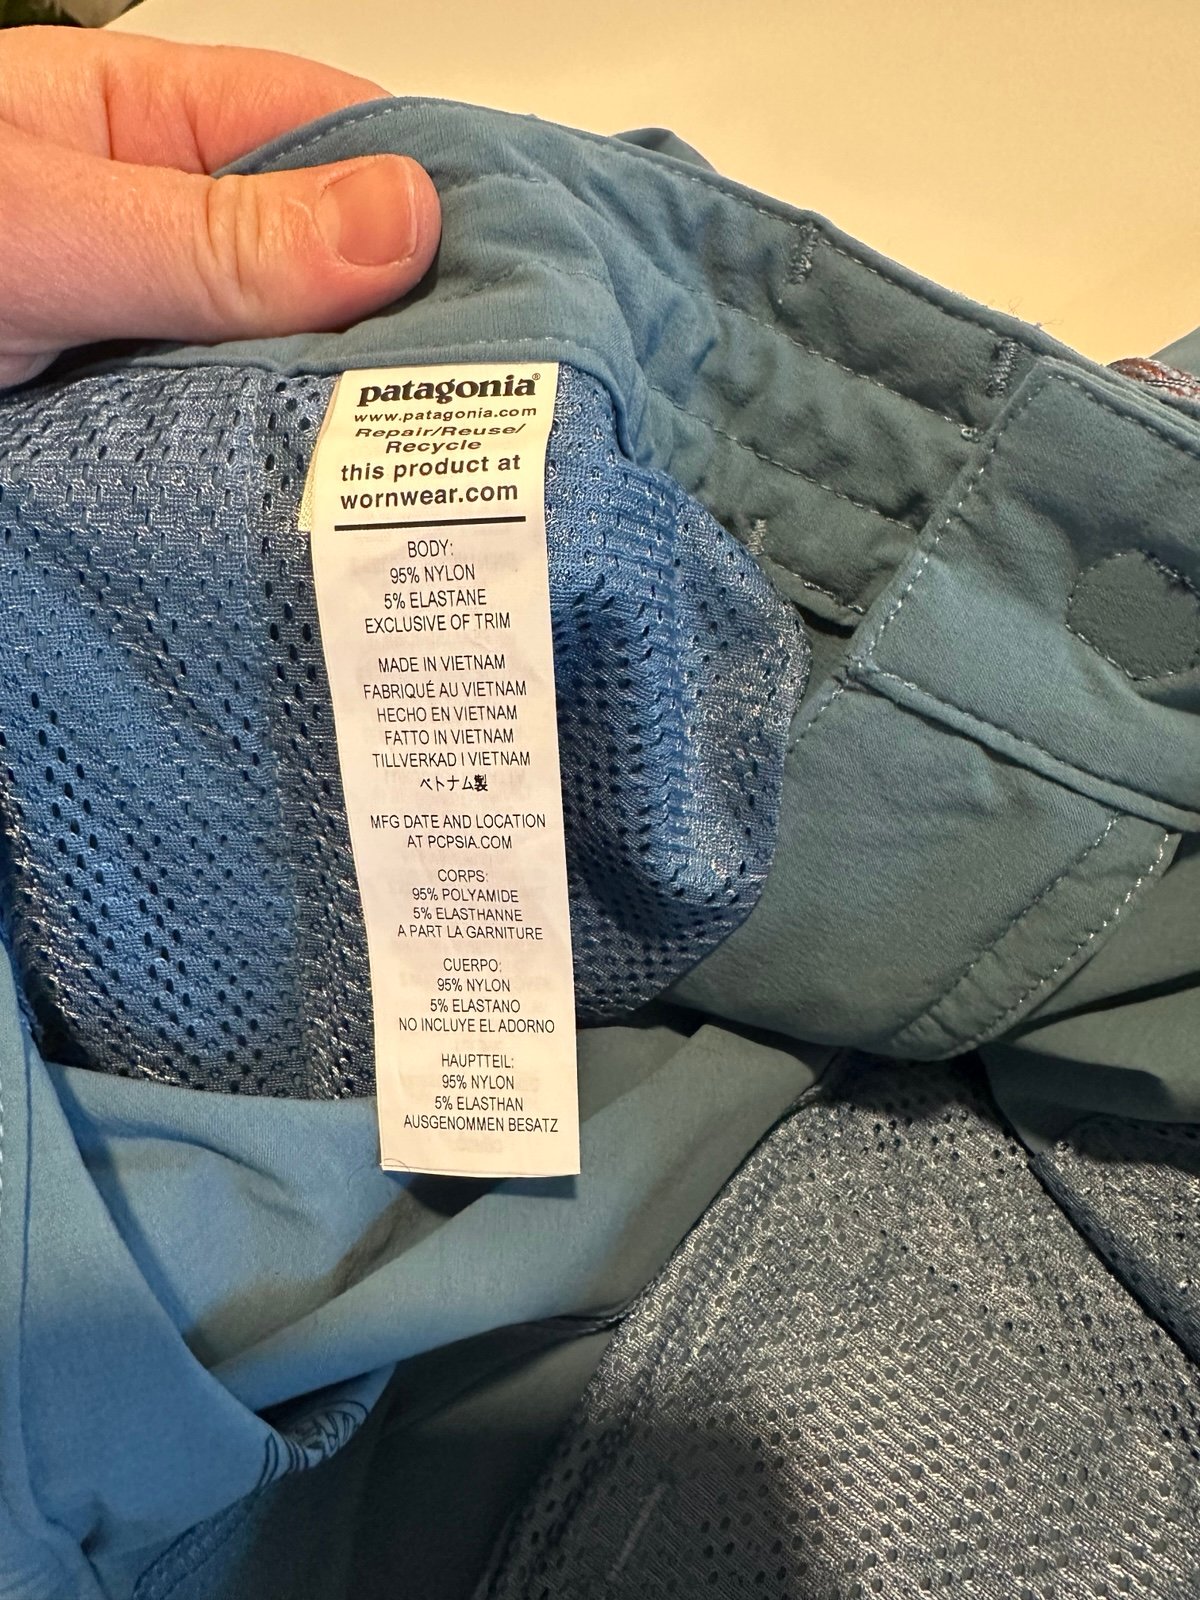 patagonia®
www.patagonia.com
Repair/Reuse/
Recycle
this product at
wornwear.com
BODY:
95% NYLON
5% ELASTANE
EXCLUSIVE OF TRIM
MADE IN VIETNAM
FABRIQUÉ AU VIETNAM
HECHO EN VIETNAM
FATTO IN VIETNAM
TILLVERKAD I VIETNAM
ベトナム製
MFG DATE AND LOCATION
AT PCPSIA.COM
CORPS:
95% POLYAMIDE
5% ELASTHANNE
A PART LA GARNITURE
CUERPO:
95% NYLON
5% ELASTANO
NO INCLUYE EL ADORNO
HAUPTTEIL:
95% NYLON
5% ELASTHAN
AUSGENOMMEN BESATZ